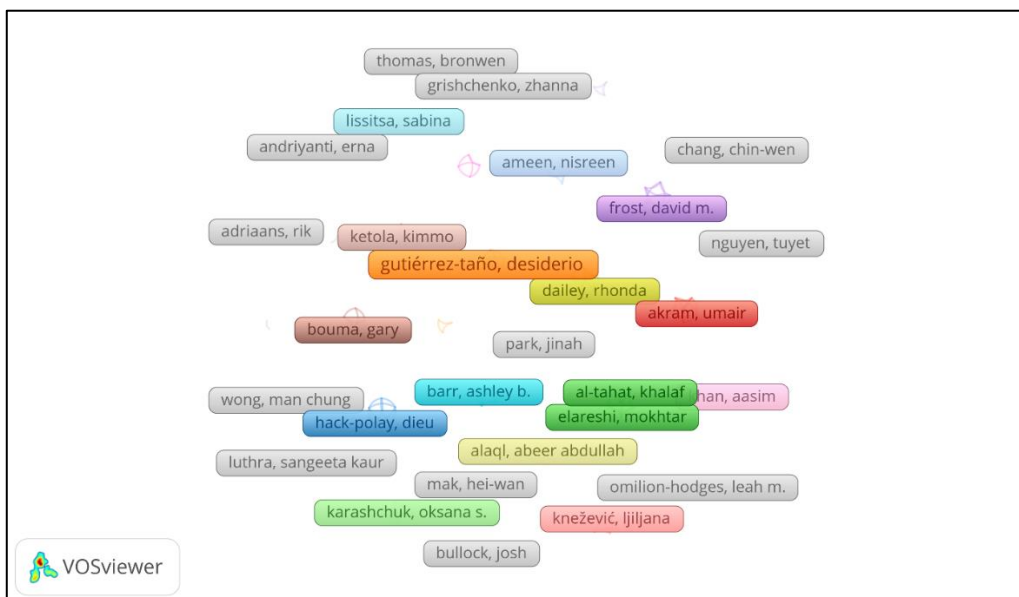 thomas, bronwen
grishchenko, zhanna
lissitsa, sabina
andriyanti, erna
chang, chin-wen
ameen, nisreen
frost, david m.
adriaans, rik
ketola, kimmo
nguyen, tuyet
gutiérrez-taño, desiderio
dailey, rhonda
akram, umair
bouma, gary
park, jinah
wong, man chung
barr, ashley b.
al-tahat, khalaf
aasim
hack-polay, dieu
elareshi, mokhtar
alaql, abeer abdullah
luthra, sangeeta kaur
mak, hei-wan
omilion-hodges, leah m.
karashchuk, oksana s.
knežević, ljiljana
bullock, josh
VOSviewer